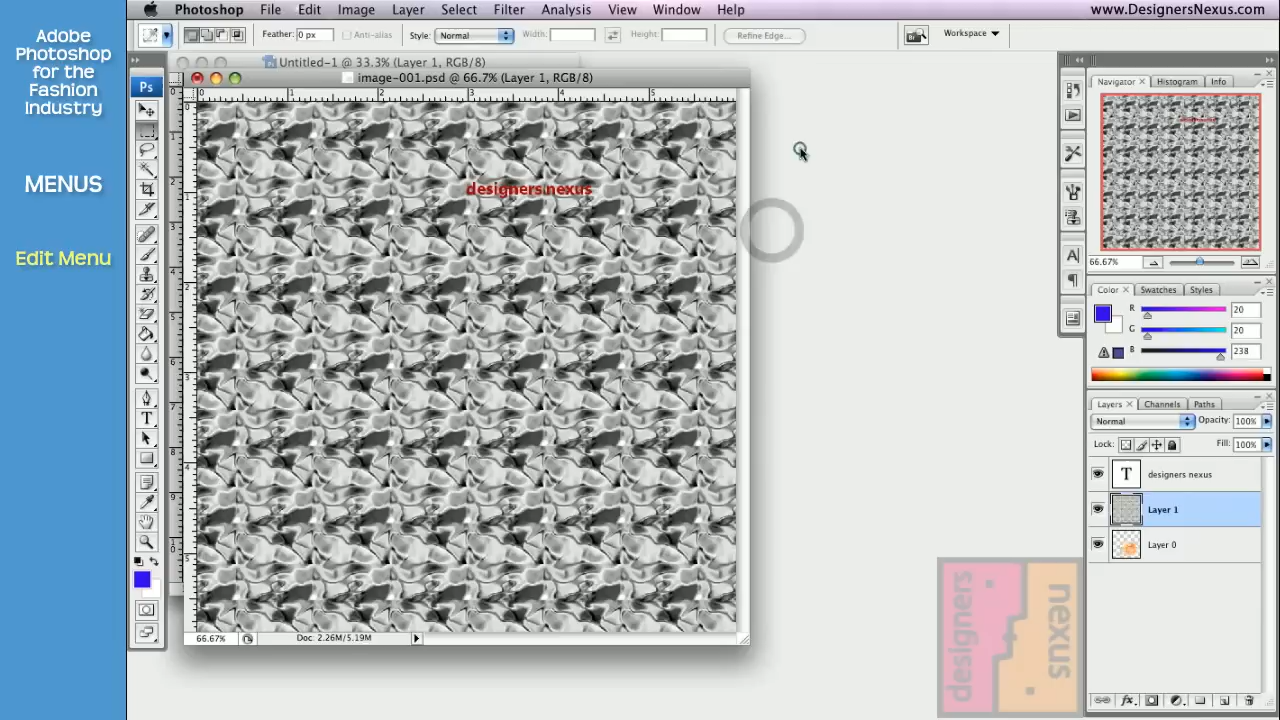 Photoshop File Edit Image Layer Select Filter Analysis View Window Help
www.DesignersNexus.com
Feather: 0 px Anti-alias Style: Normal Width: Height: Refine Edge... Workspace
Adobe
Photoshop
for the
Fashion
Industry
MENUS
Edit Menu
Untitled-1 @ 33.3% (Layer 1, RGB/8)
image-001.psd @ 66.7% (Layer 1, RGB/8)
designers nexus
66.67% Doc: 2.26M/5.19M
Ps
Navigator Histogram Info
66.67%
Color Swatches Styles
R 20
G 20
B 238
Layers Channels Paths
Normal Opacity: 100%
Lock: Fill: 100%
T designers nexus
Layer 1
Layer 0
designers
nexus